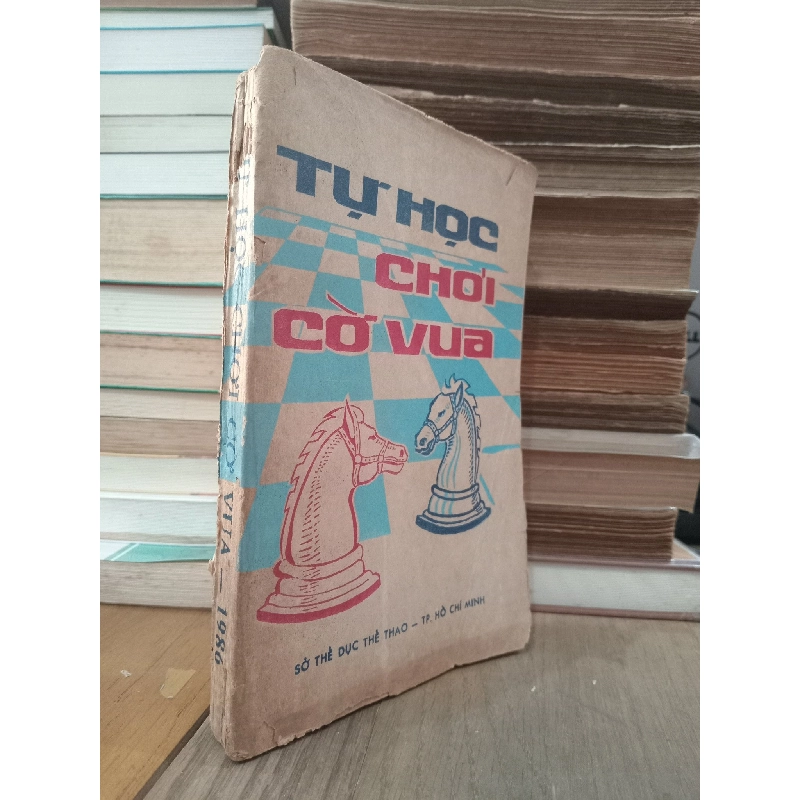 TỰ HỌC
CHƠI
CỜ VUA
SỞ THỂ DỤC THỂ THAO — TP. HỒ CHÍ MINH
TỰ HỌC CHƠI CỜ VUA — 1986